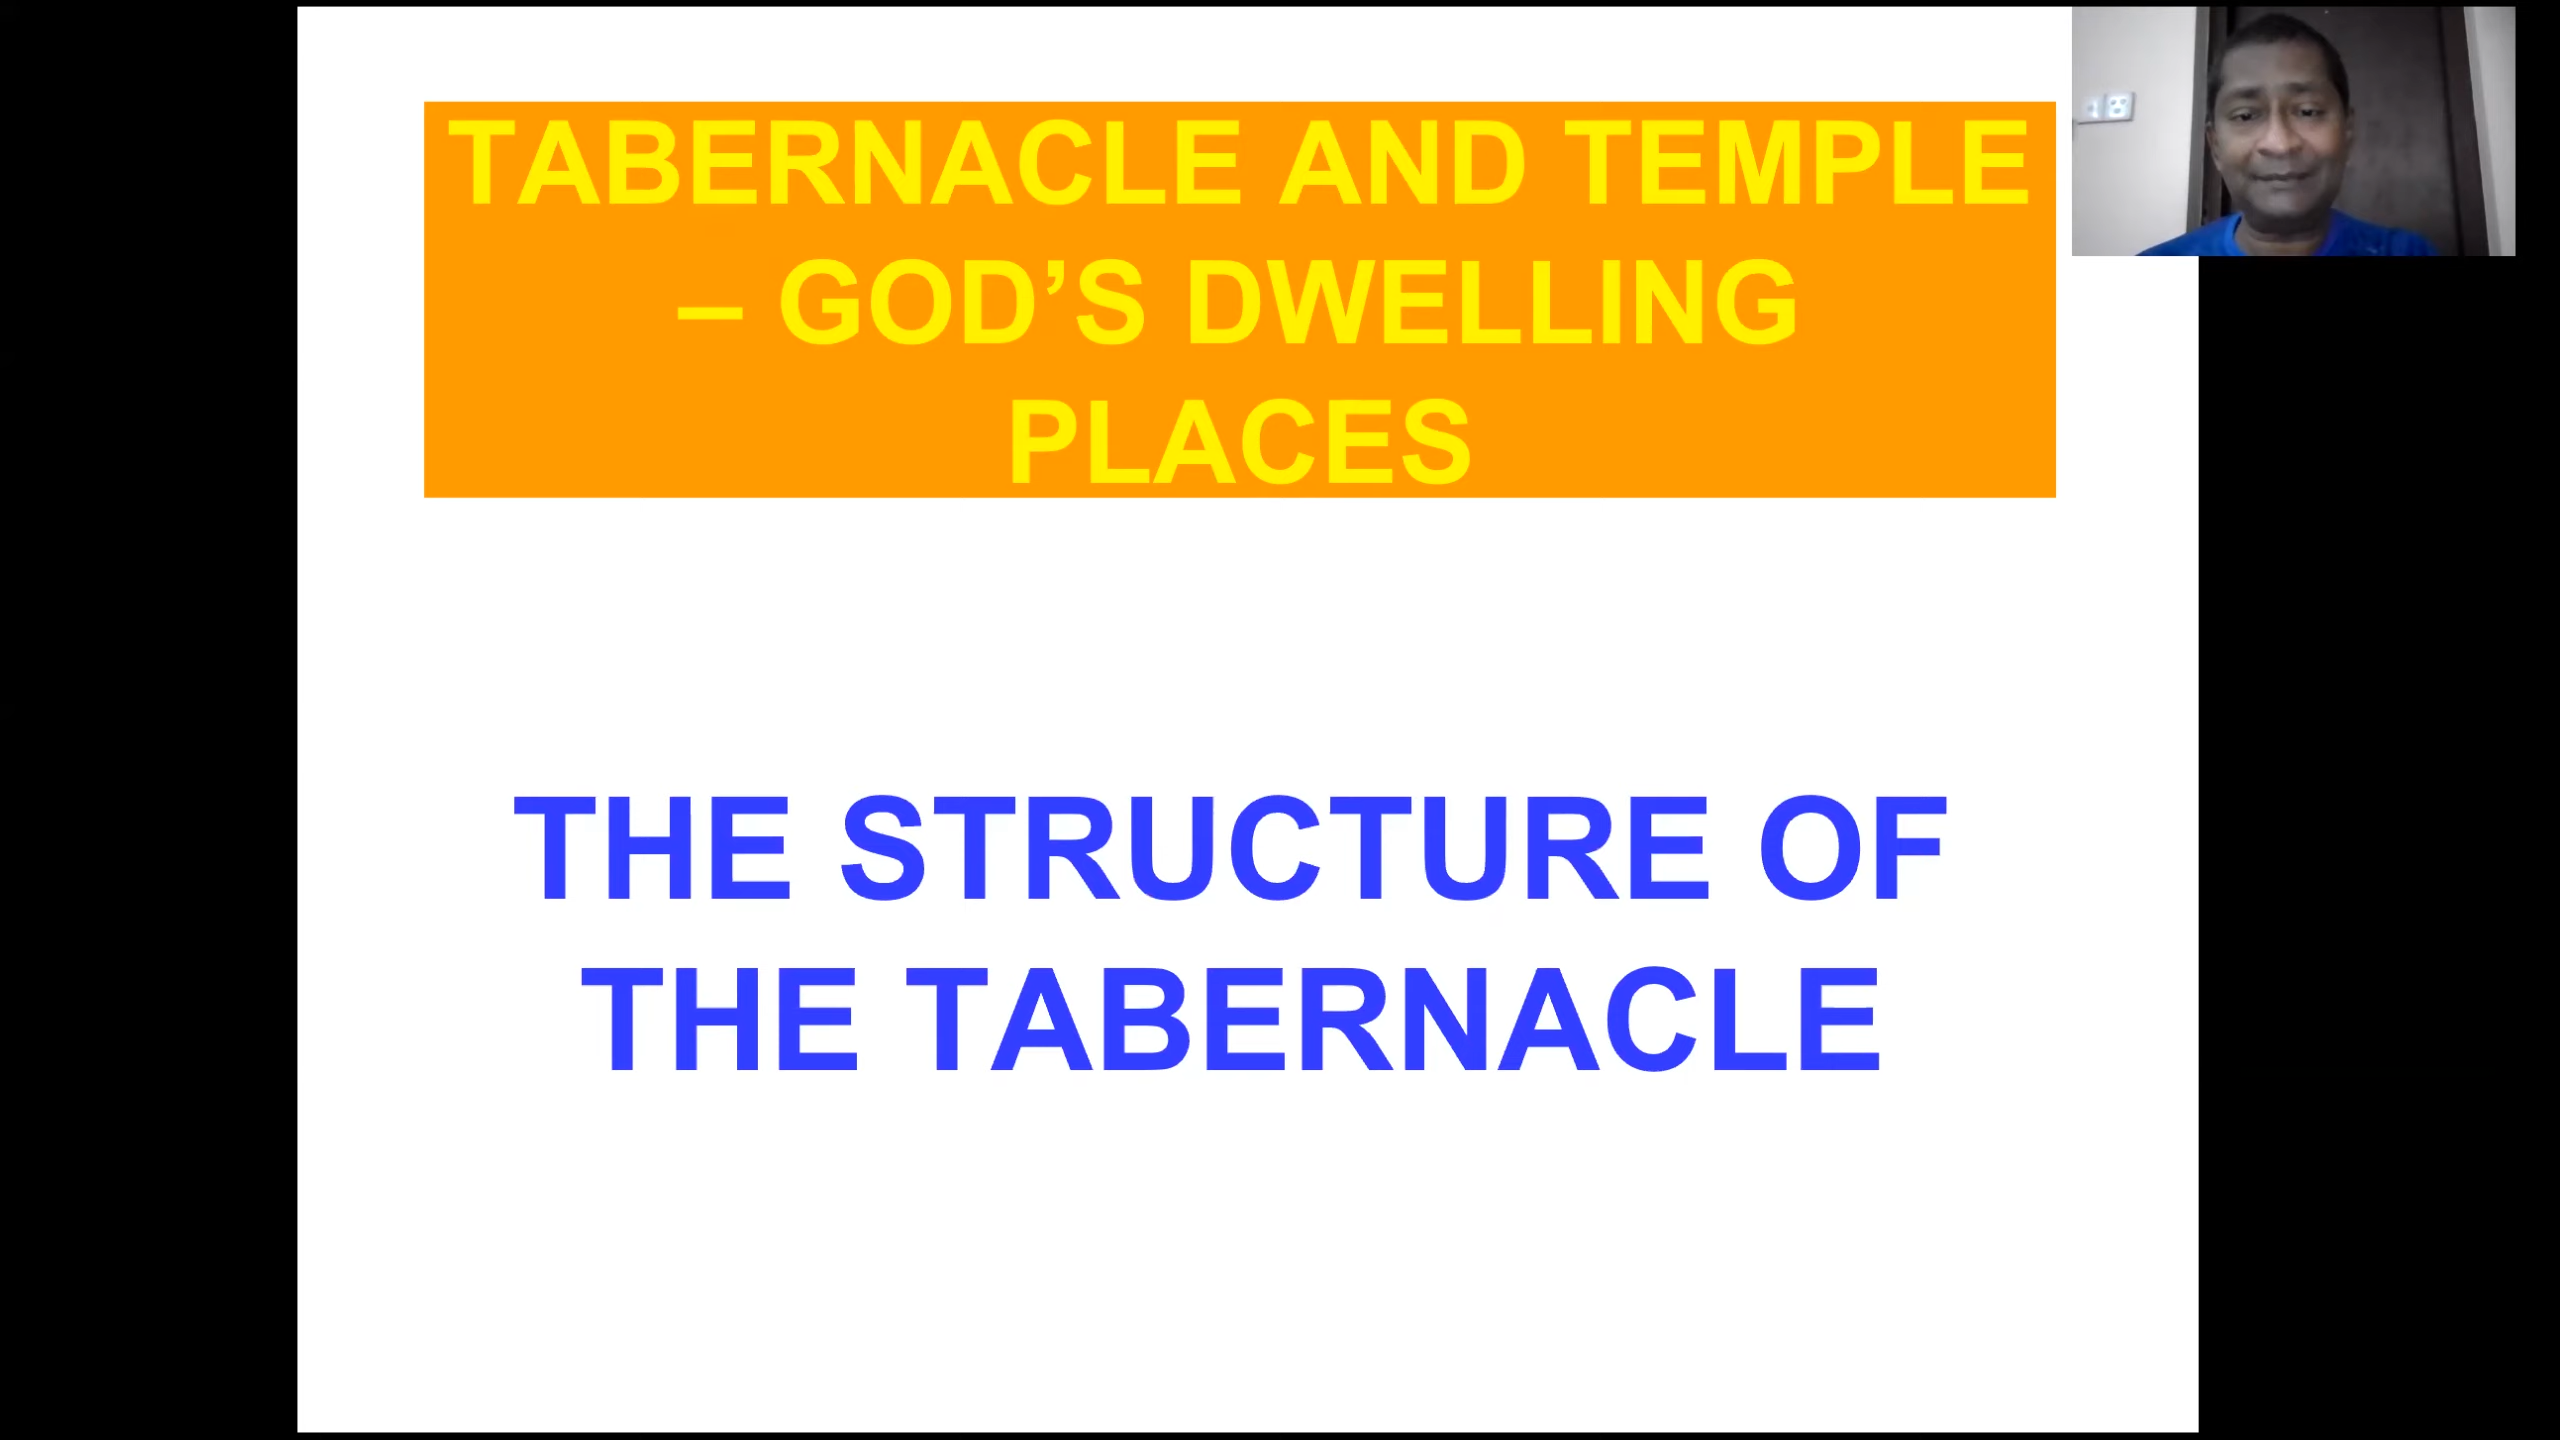 TABERNACLE AND TEMPLE
– GOD’S DWELLING
PLACES
THE STRUCTURE OF
THE TABERNACLE